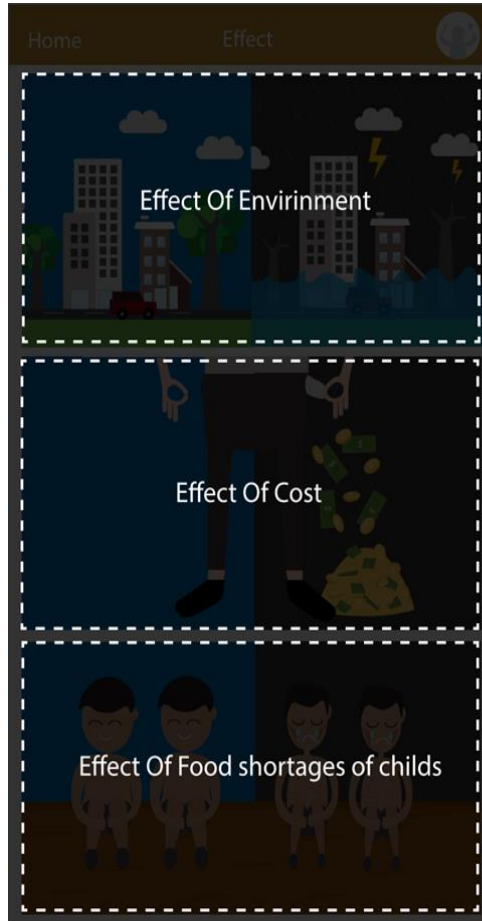 Home
Effect
Effect Of Envirinment
Effect Of Cost
Effect Of Food shortages of childs